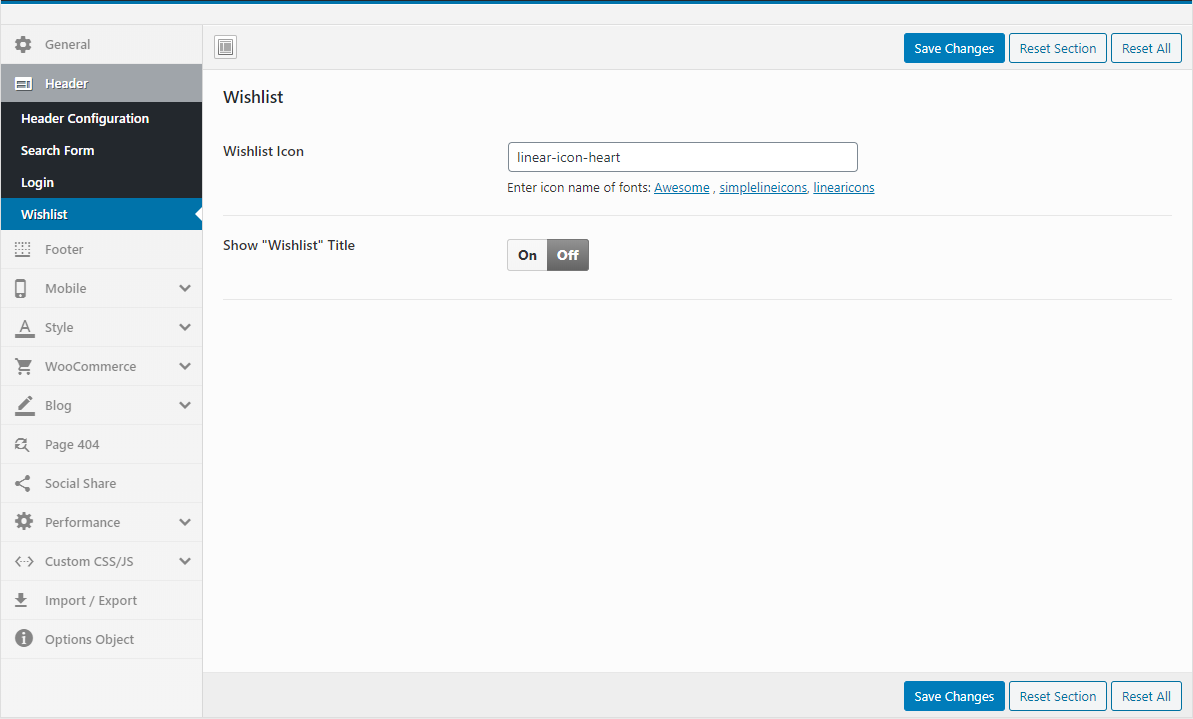 General
Header
Header Configuration
Search Form
Login
Wishlist
Footer
Mobile
Style
WooCommerce
Blog
Page 404
Social Share
Performance
Custom CSS/JS
Import / Export
Options Object
Save Changes Reset Section Reset All
Wishlist
Wishlist Icon
linear-icon-heart
Enter icon name of fonts: Awesome , simplelineicons, linearicons
Show "Wishlist" Title
On Off
Save Changes Reset Section Reset All